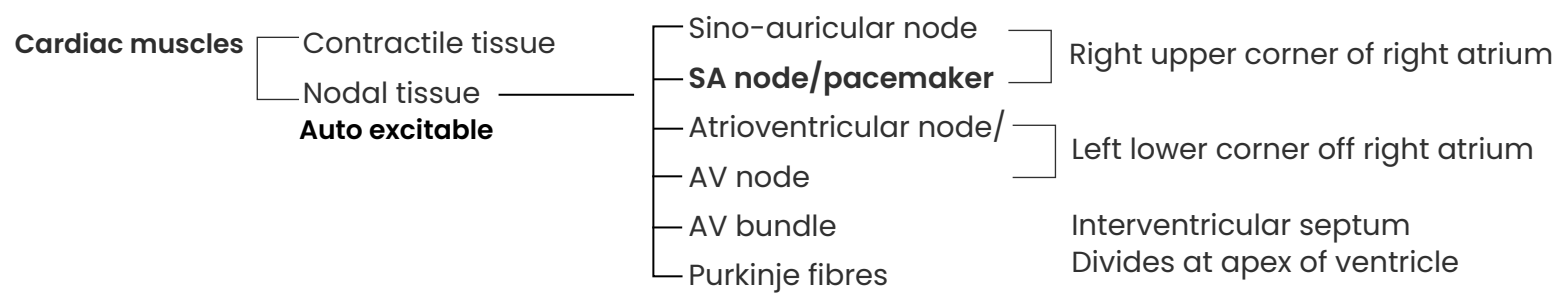 Cardiac muscles
Contractile tissue
Nodal tissue
Auto excitable
Sino-auricular node
SA node/pacemaker
Right upper corner of right atrium
Atrioventricular node/
AV node
Left lower corner off right atrium
AV bundle
Purkinje fibres
Interventricular septum
Divides at apex of ventricle